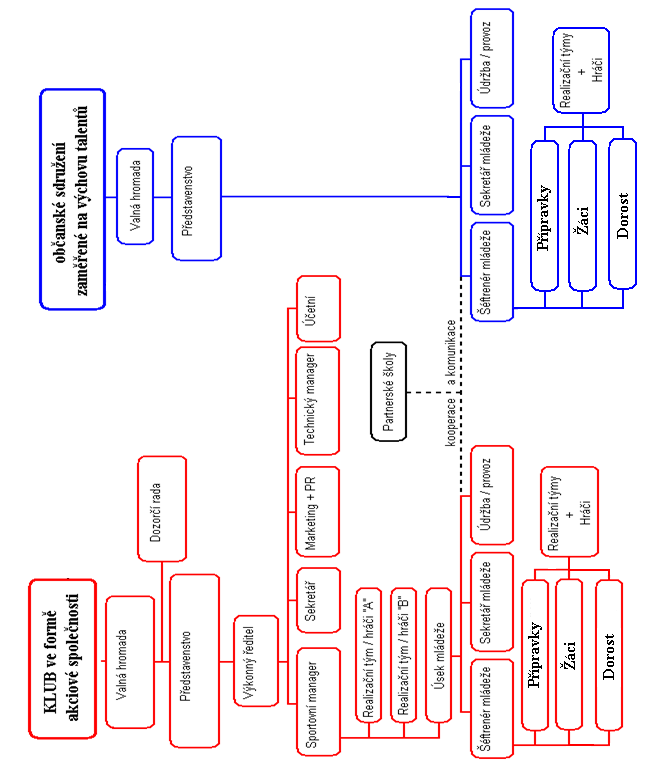 KLUB ve formě
akciové společnosti
Valná hromada
Dozorčí rada
Představenstvo
Výkonný ředitel
Sportovní manager
Sekretář
Marketing + PR
Technický manager
Účetní
Realizační tým / hráči "A"
Realizační tým / hráči "B"
Úsek mládeže
Šéftrenér mládeže
Sekretář mládeže
Údržba / provoz
Přípravky
Žáci
Dorost
Realizační týmy
+
Hráči
Partnerské školy
kooperace a komunikace
občanské sdružení
zaměřené na výchovu talentů
Valná hromada
Představenstvo
Šéftrenér mládeže
Sekretář mládeže
Údržba / provoz
Přípravky
Žáci
Dorost
Realizační týmy
+
Hráči